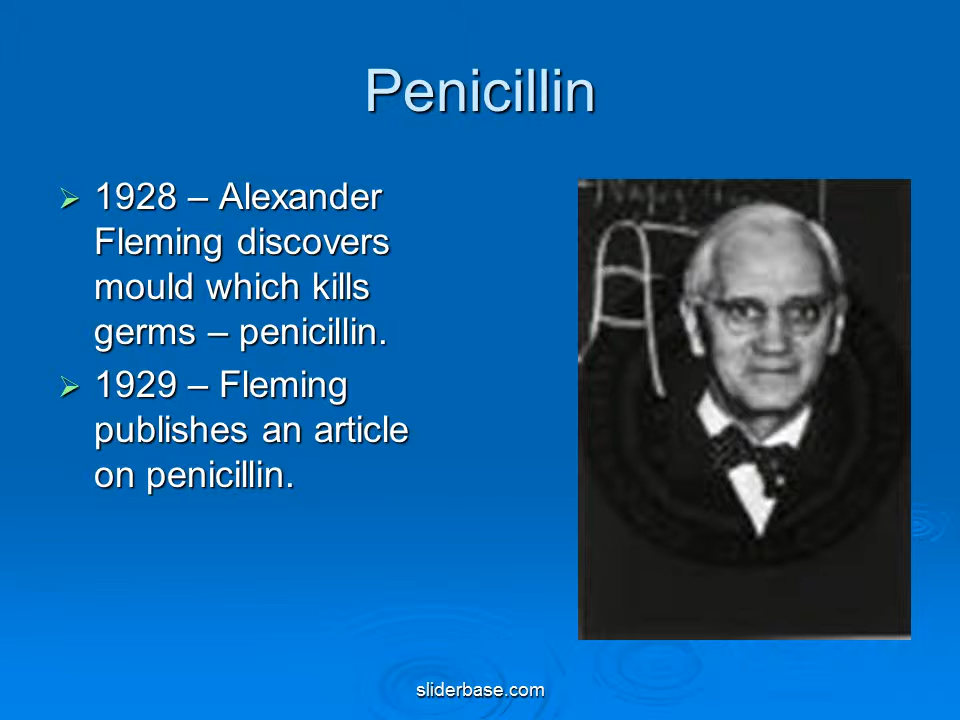 Penicillin
➢ 1928 – Alexander
Fleming discovers
mould which kills
germs – penicillin.
➢ 1929 – Fleming
publishes an article
on penicillin.
sliderbase.com